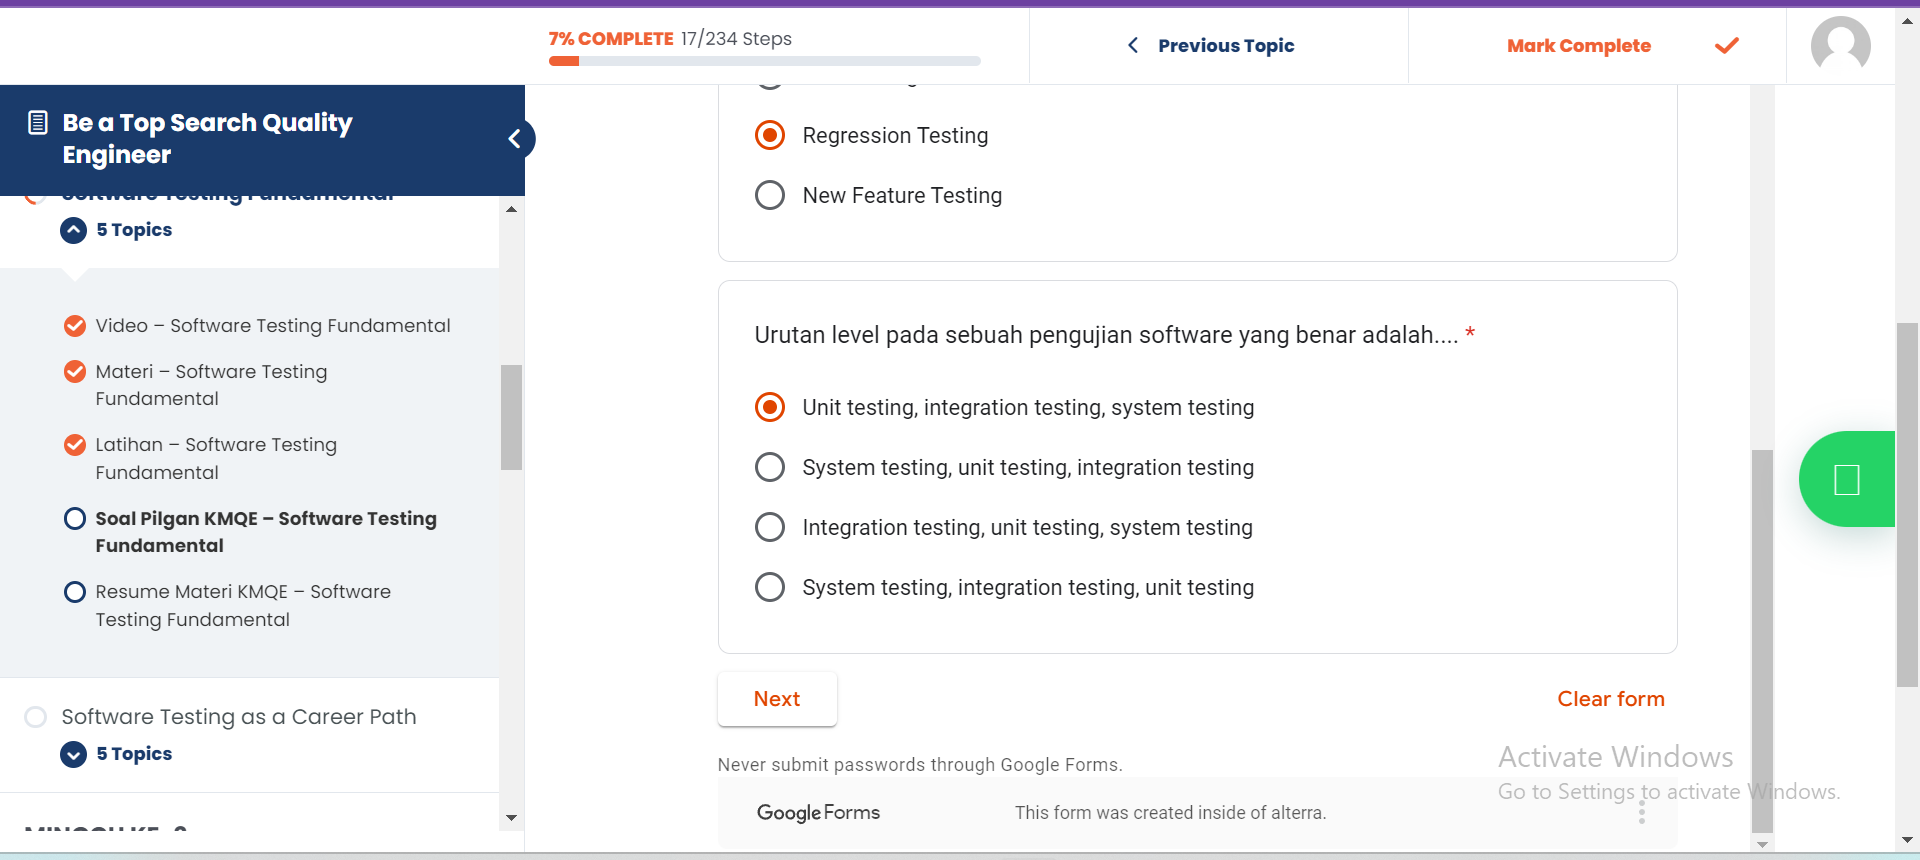 7% COMPLETE 17/234 Steps
Previous Topic
Mark Complete
Be a Top Search Quality
Engineer
Software Testing Fundamental
5 Topics
Video – Software Testing Fundamental
Materi – Software Testing
Fundamental
Latihan – Software Testing
Fundamental
Soal Pilgan KMQE – Software Testing
Fundamental
Resume Materi KMQE – Software
Testing Fundamental
Software Testing as a Career Path
5 Topics
Regression Testing
New Feature Testing
Urutan level pada sebuah pengujian software yang benar adalah.... *
Unit testing, integration testing, system testing
System testing, unit testing, integration testing
Integration testing, unit testing, system testing
System testing, integration testing, unit testing
Next
Clear form
Never submit passwords through Google Forms.
Google Forms
This form was created inside of alterra.
Activate Windows
Go to Settings to activate Windows.